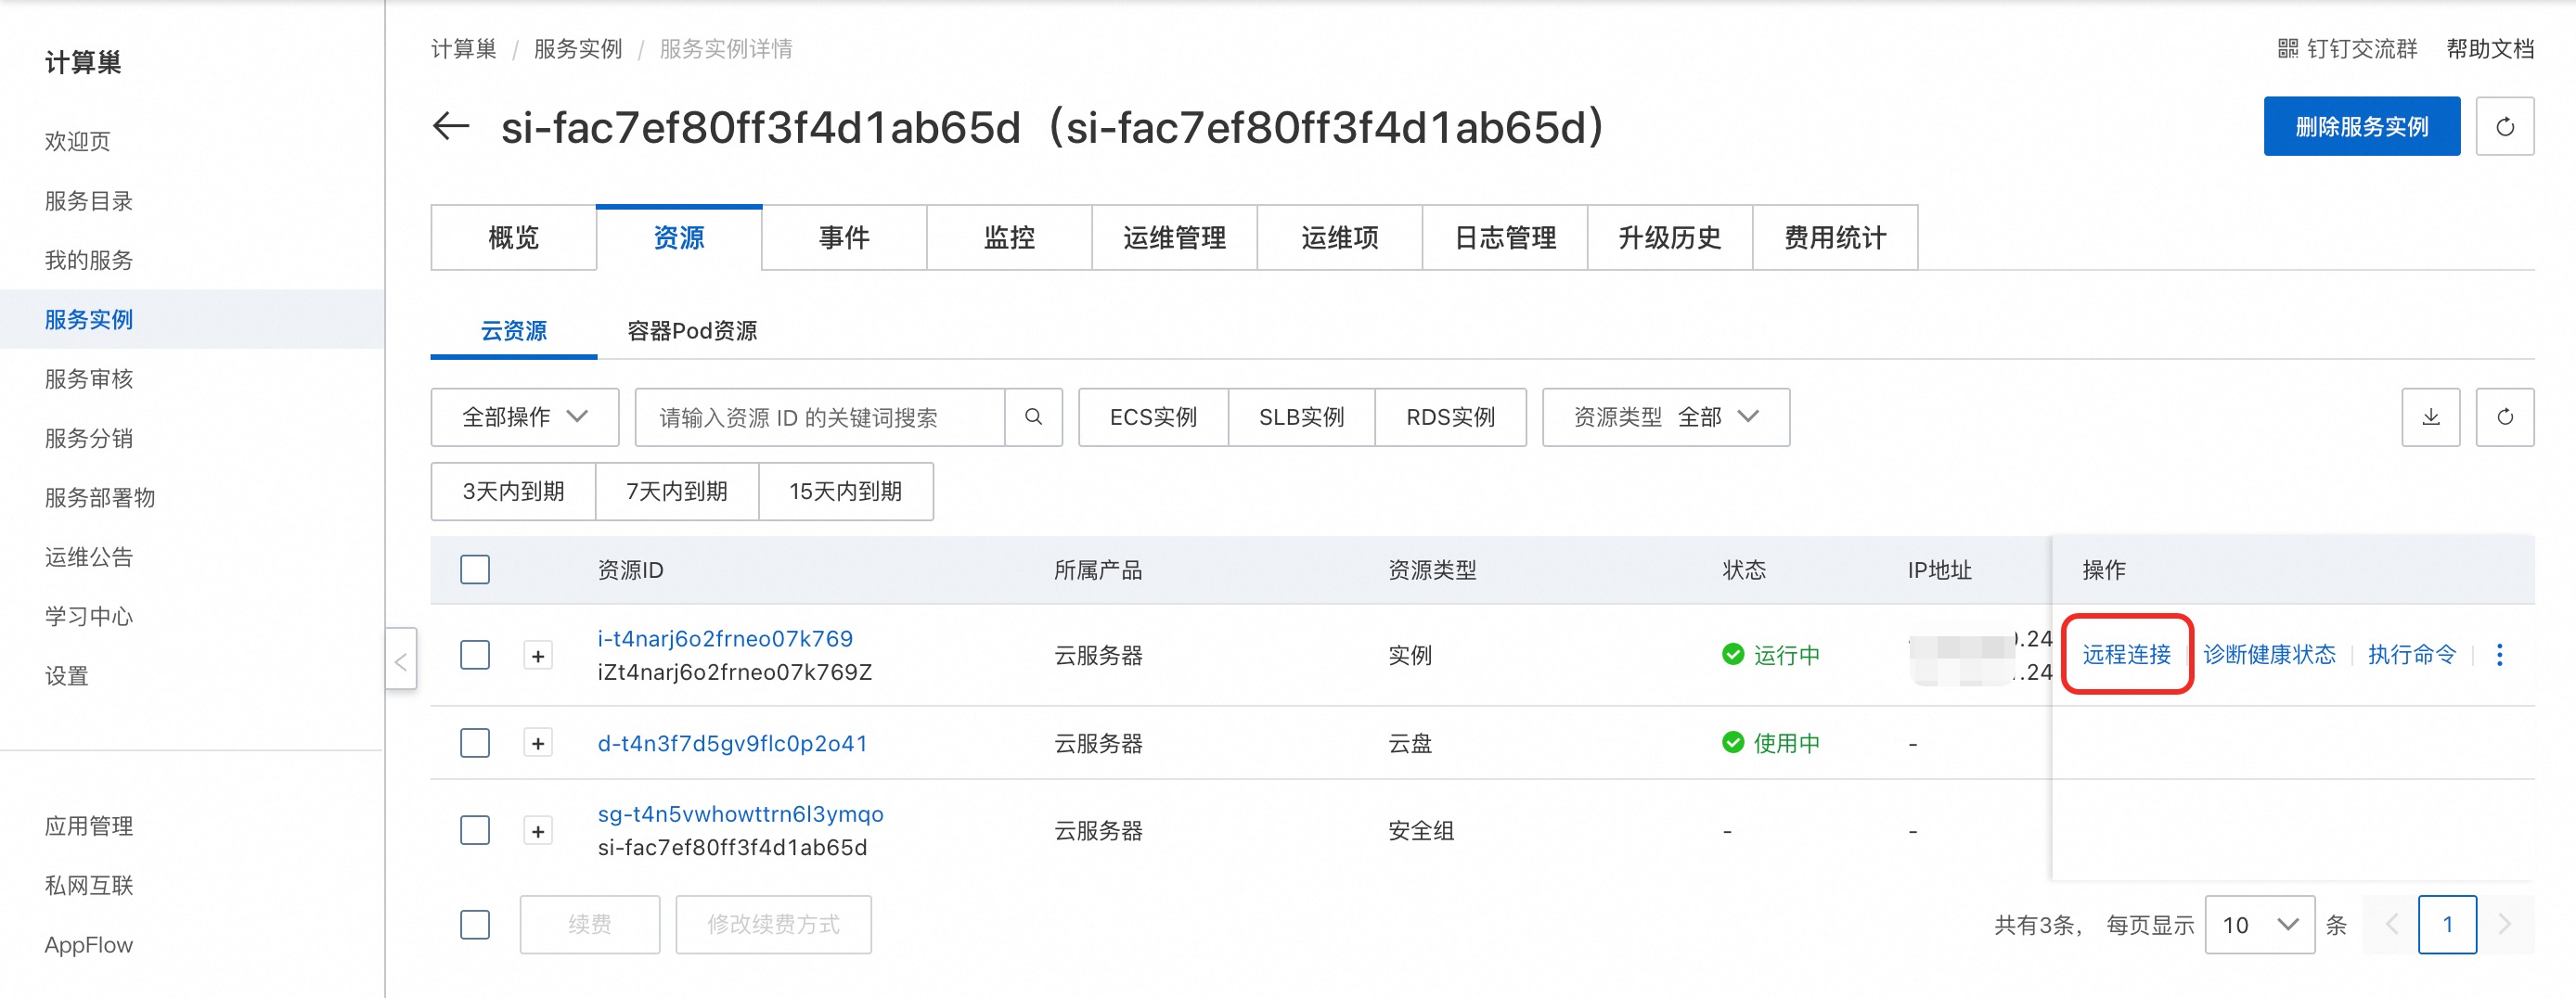 计算巢
欢迎页
服务目录
我的服务
服务实例
服务审核
服务分销
服务部署物
运维公告
学习中心
设置
应用管理
私网互联
AppFlow
计算巢 / 服务实例 / 服务实例详情
钉钉交流群 帮助文档
si-fac7ef80ff3f4d1ab65d（si-fac7ef80ff3f4d1ab65d）
删除服务实例
概览 资源 事件 监控 运维管理 运维项 日志管理 升级历史 费用统计
云资源 容器Pod资源
全部操作 请输入资源 ID 的关键词搜索 ECS实例 SLB实例 RDS实例 资源类型 全部
3天内到期 7天内到期 15天内到期
资源ID 所属产品 资源类型 状态 IP地址 操作
i-t4narj6o2frneo07k769
iZt4narj6o2frneo07k769Z
云服务器 实例 运行中
.24
.24
远程连接 诊断健康状态 执行命令
d-t4n3f7d5gv9flc0p2o41 云服务器 云盘 使用中 -
sg-t4n5vwhowttrn6l3ymqo
si-fac7ef80ff3f4d1ab65d
云服务器 安全组 - -
续费 修改续费方式 共有3条， 每页显示 10 条 1